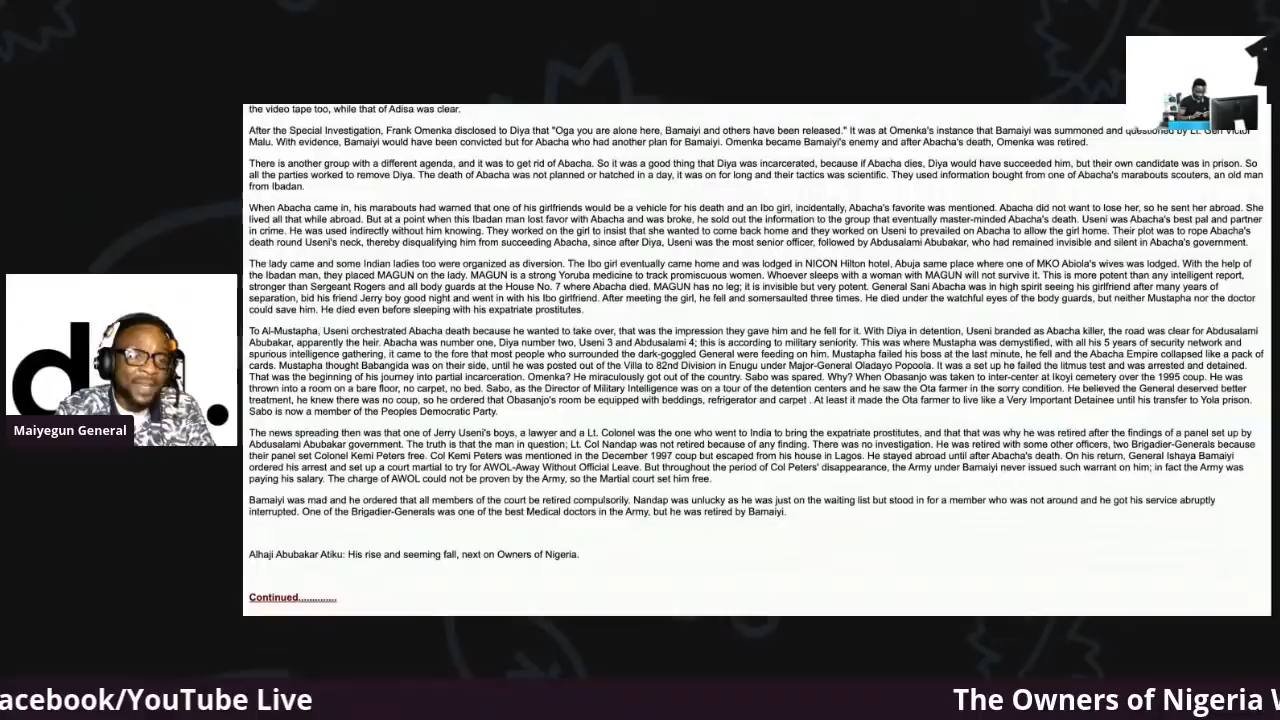 the video tape too, while that of Adisa was clear.
After the Special Investigation, Frank Omenka disclosed to Diya that "Oga you are alone here, Bamaiyi and others have been released." It was at Omenka's instance that Bamaiyi was summoned and questioned by Lt. Gen Victor
Malu. With evidence, Bamaiyi would have been convicted but for Abacha who had another plan for Bamaiyi. Omenka became Bamaiyi's enemy and after Abacha's death, Omenka was retired.
There is another group with a different agenda, and it was to get rid of Abacha. So it was a good thing that Diya was incarcerated, because if Abacha dies, Diya would have succeeded him, but their own candidate was in prison. So
all the parties worked to remove Diya. The death of Abacha was not planned or hatched in a day, it was on for long and their tactics was scientific. They used information bought from one of Abacha's marabouts scouters, an old man
from Ibadan.
When Abacha came in, his marabouts had warned that one of his girlfriends would be a vehicle for his death and an Ibo girl, incidentally, Abacha's favorite was mentioned. Abacha did not want to lose her, so he sent her abroad. She
lived all that while abroad. But at a point when this Ibadan man lost favor with Abacha and was broke, he sold out the information to the group that eventually master-minded Abacha's death. Useni was Abacha's best pal and partner
in crime. He was used indirectly without him knowing. They worked on the girl to insist that she wanted to come back home and they worked on Useni to prevailed on Abacha to allow the girl home. Their plot was to rope Abacha's
death round Useni's neck, thereby disqualifying him from succeeding Abacha, since after Diya, Useni was the most senior officer, followed by Abdusalami Abubakar, who had remained invisible and silent in Abacha's government.
The lady came and some Indian ladies too were organized as diversion. The Ibo girl eventually came home and was lodged in NICON Hilton hotel, Abuja same place where one of MKO Abiola's wives was lodged. With the help of
the Ibadan man, they placed MAGUN on the lady. MAGUN is a strong Yoruba medicine to track promiscuous women. Whoever sleeps with a woman with MAGUN will not survive it. This is more potent than any intelligent report,
stronger than Sergeant Rogers and all body guards at the House No. 7 where Abacha died. MAGUN has no leg; it is invisible but very potent. General Sani Abacha was in high spirit seeing his girlfriend after many years of
separation, bid his friend Jerry boy good night and went in with his Ibo girlfriend. After meeting the girl, he fell and somersaulted three times. He died under the watchful eyes of the body guards, but neither Mustapha nor the doctor
could save him. He died even before sleeping with his expatriate prostitutes.
To Al-Mustapha, Useni orchestrated Abacha death because he wanted to take over, that was the impression they gave him and he fell for it. With Diya in detention, Useni branded as Abacha killer, the road was clear for Abdusalami
Abubakar, apparently the heir. Abacha was number one, Diya number two, Useni 3 and Abdusalami 4; this is according to military seniority. This was where Mustapha was demystified, with all his 5 years of security network and
spurious intelligence gathering, it came to the fore that most people who surrounded the dark-goggled General were feeding on him. Mustapha failed his boss at the last minute, he fell and the Abacha Empire collapsed like a pack of
cards. Mustapha thought Babangida was on their side, until he was posted out of the Villa to 82nd Division in Enugu under Major-General Oladayo Popoola. It was a set up he failed the litmus test and was arrested and detained.
That was the beginning of his journey into partial incarceration. Omenka? He miraculously got out of the country. Sabo was spared. Why? When Obasanjo was taken to inter-center at Ikoyi cemetery over the 1995 coup. He was
thrown into a room on a bare floor, no carpet, no bed. Sabo, as the Director of Military Intelligence was on a tour of the detention centers and he saw the Ota farmer in the sorry condition. He believed the General deserved better
treatment, he knew there was no coup, so he ordered that Obasanjo's room be equipped with beddings, refrigerator and carpet . At least it made the Ota farmer to live like a Very Important Detainee until his transfer to Yola prison.
Sabo is now a member of the Peoples Democratic Party.
The news spreading then was that one of Jerry Useni's boys, a lawyer and a Lt. Colonel was the one who went to India to bring the expatriate prostitutes, and that that was why he was retired after the findings of a panel set up by
Abdusalami Abubakar government. The truth is that the man in question; Lt. Col Nandap was not retired because of any finding. There was no investigation. He was retired with some other officers, two Brigadier-Generals because
their panel set Colonel Kemi Peters free. Col Kemi Peters was mentioned in the December 1997 coup but escaped from his house in Lagos. He stayed abroad until after Abacha's death. On his return, General Ishaya Bamaiyi
ordered his arrest and set up a court martial to try for AWOL-Away Without Official Leave. But throughout the period of Col Peters' disappearance, the Army under Bamaiyi never issued such warrant on him; in fact the Army was
paying his salary. The charge of AWOL could not be proven by the Army, so the Martial court set him free.
Bamaiyi was mad and he ordered that all members of the court be retired compulsorily. Nandap was unlucky as he was just on the waiting list but stood in for a member who was not around and he got his service abruptly
interrupted. One of the Brigadier-Generals was one of the best Medical doctors in the Army, but he was retired by Bamaiyi.
Alhaji Abubakar Atiku: His rise and seeming fall, next on Owners of Nigeria.
Continued..............
Maiyegun General
acebook/YouTube Live
The Owners of Nigeria